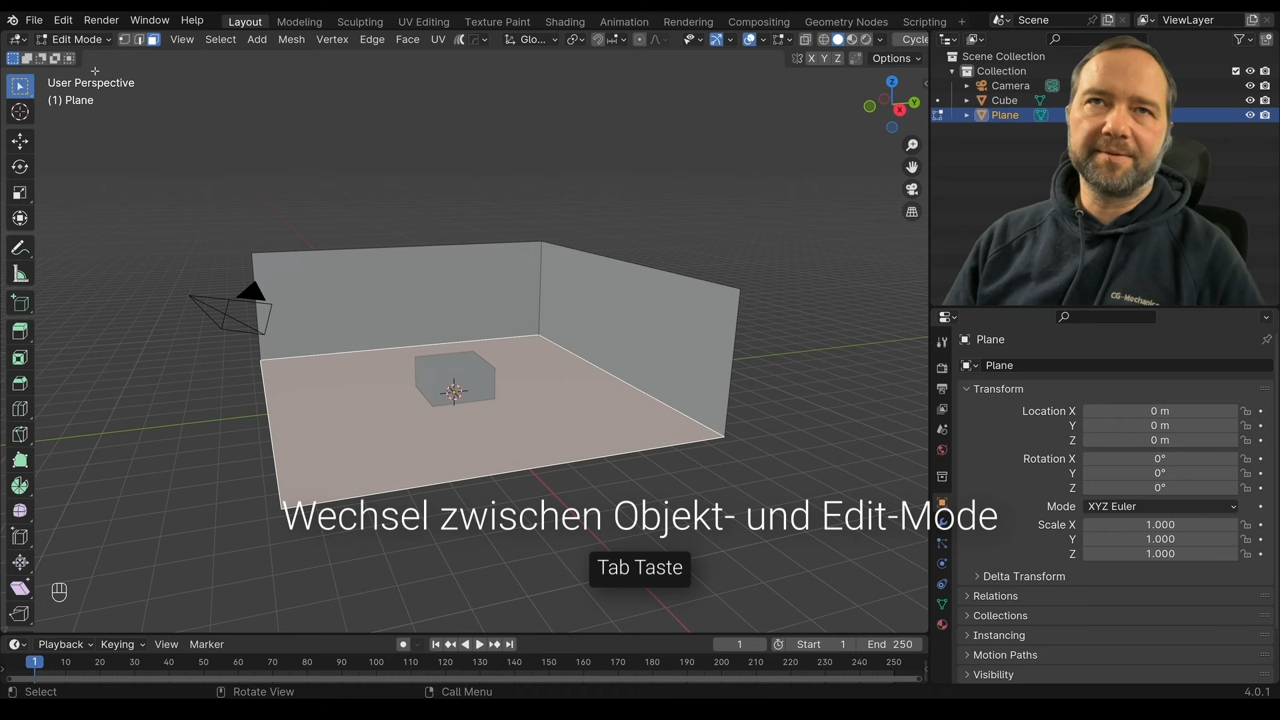 File Edit Render Window Help Layout Modeling Sculpting UV Editing Texture Paint Shading Animation Rendering Compositing Geometry Nodes Scripting + Scene ViewLayer
Edit Mode View Select Add Mesh Vertex Edge Face UV Glo... Cycle
X Y Z Options
User Perspective
(1) Plane
Z
Y
X
Scene Collection
Collection
Camera
Cube
Plane
CG-Mechanic
Plane
Plane
Transform
Location X 0 m
Y 0 m
Z 0 m
Rotation X 0°
Y 0°
Z 0°
Mode XYZ Euler
Scale X 1.000
Y 1.000
Z 1.000
Delta Transform
Relations
Collections
Instancing
Motion Paths
Visibility
Wechsel zwischen Objekt- und Edit-Mode
Tab Taste
Playback Keying View Marker 1 Start 1 End 250
1 10 20 30 40 50 60 70 80 90 100 110 120 130 140 150 160 170 180 190 200 210 220 230 240 250
Select Rotate View Call Menu 4.0.1